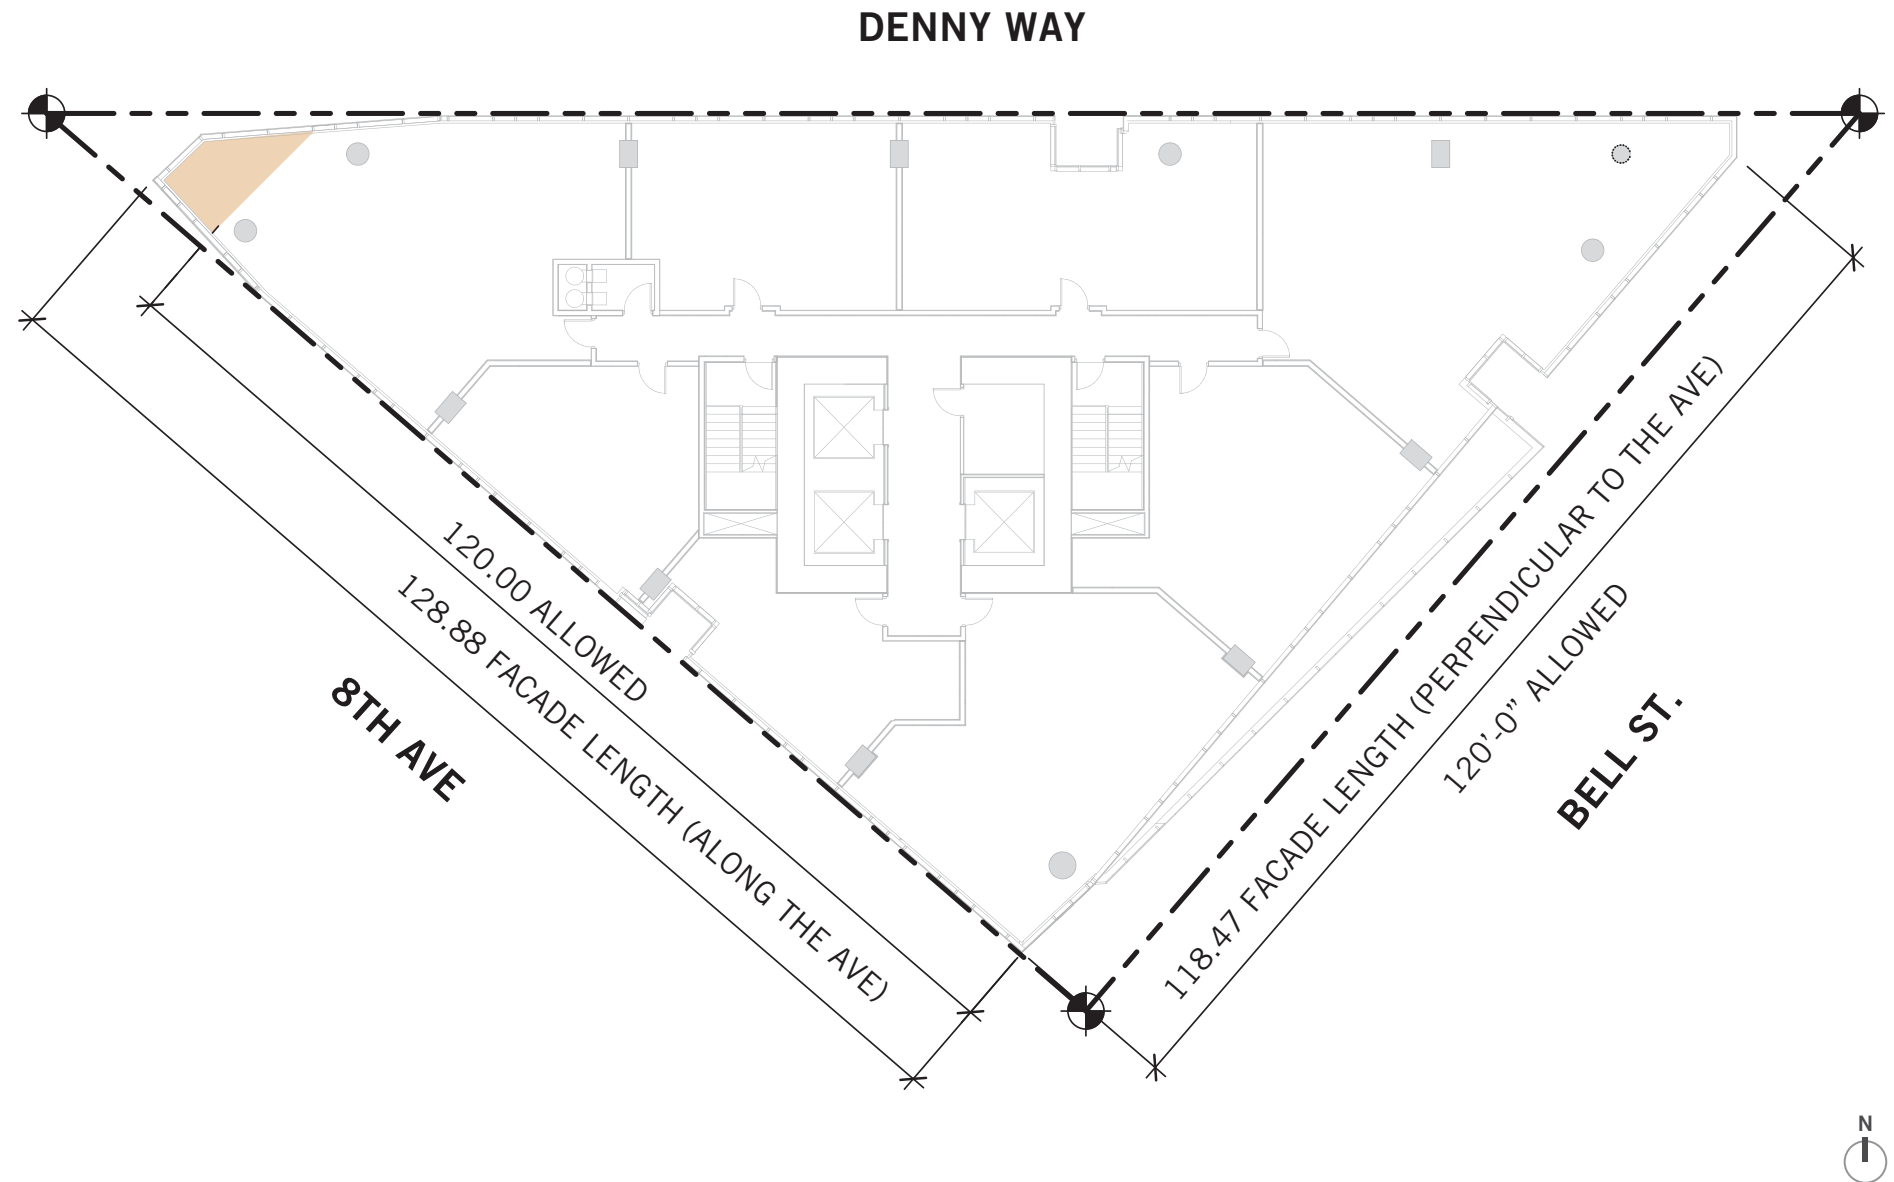 DENNY WAY
120.00 ALLOWED
128.88 FACADE LENGTH (ALONG THE AVE)
8TH AVE
118.47 FACADE LENGTH (PERPENDICULAR TO THE AVE)
120'-0” ALLOWED
BELL ST.
N